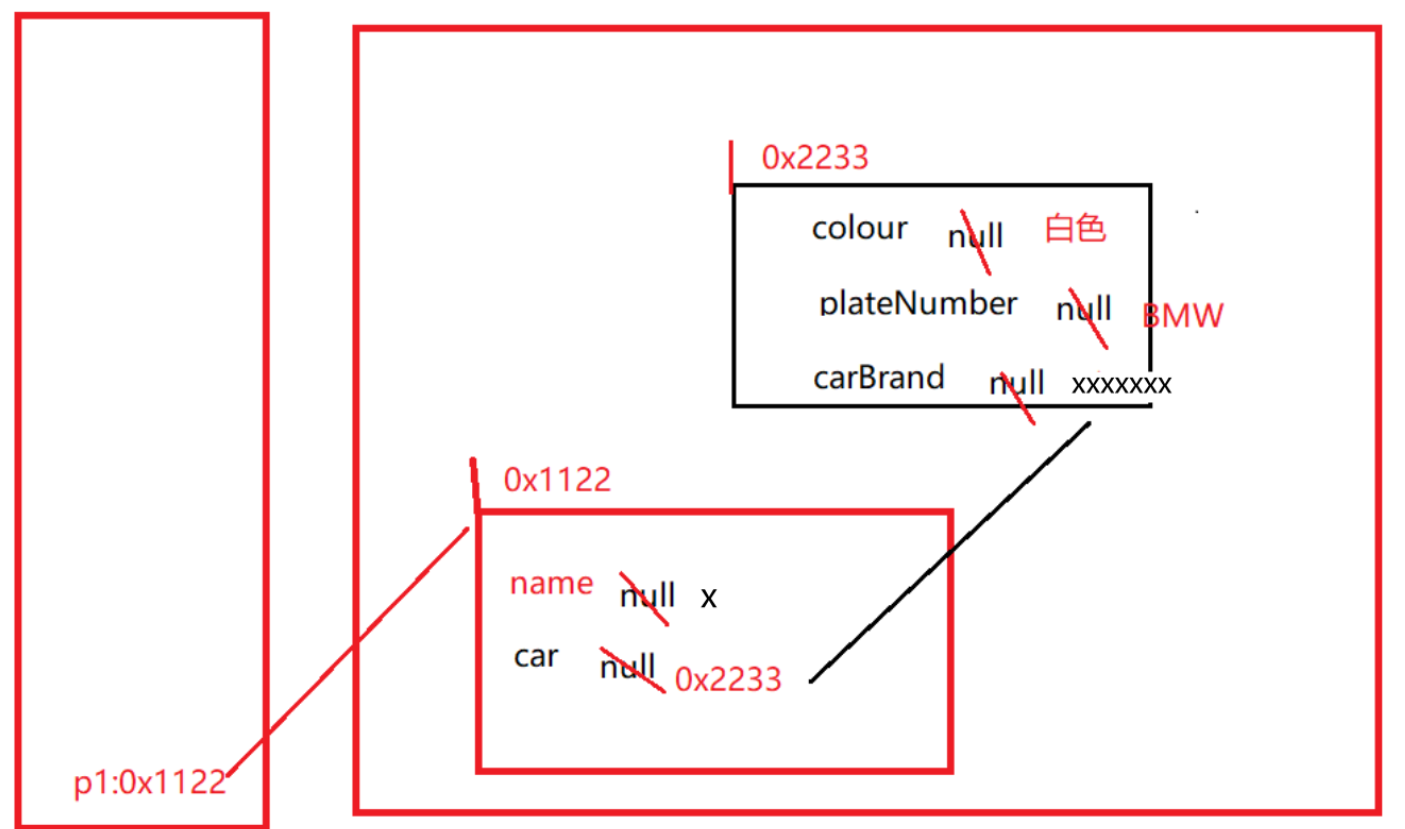 0x2233
colour null 白色
plateNumber null BMW
carBrand null xxxxxxx
0x1122
name null x
car null 0x2233
p1:0x1122